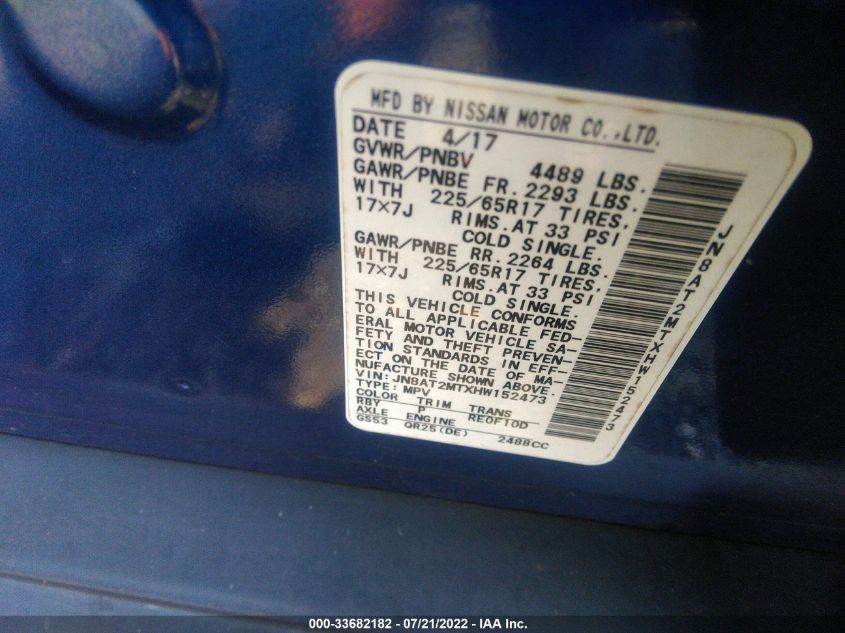 MFD BY NISSAN MOTOR CO.,LTD.
DATE 4/17
GVWR/PNBV 4489 LBS.
GAWR/PNBE FR. 2293 LBS.
WITH 225/65R17 TIRES.
17×7J RIMS.AT 33 PSI
COLD SINGLE.
GAWR/PNBE RR. 2264 LBS.
WITH 225/65R17 TIRES.
17×7J RIMS.AT 33 PSI
COLD SINGLE.
THIS VEHICLE CONFORMS
TO ALL APPLICABLE FED-
ERAL MOTOR VEHICLE SA-
FETY AND THEFT PREVEN-
TION STANDARDS IN EFF-
ECT ON THE DATE OF MA-
NUFACTURE SHOWN ABOVE.
VIN: JN8AT2MTXHW152473
TYPE: MPV
COLOR TRIM TRANS
RBY P RE0F10D
AXLE ENGINE
GS53 QR25(DE) 2488CC
JN8AT2MTXHW152473
000-33682182 - 07/21/2022 - IAA Inc.